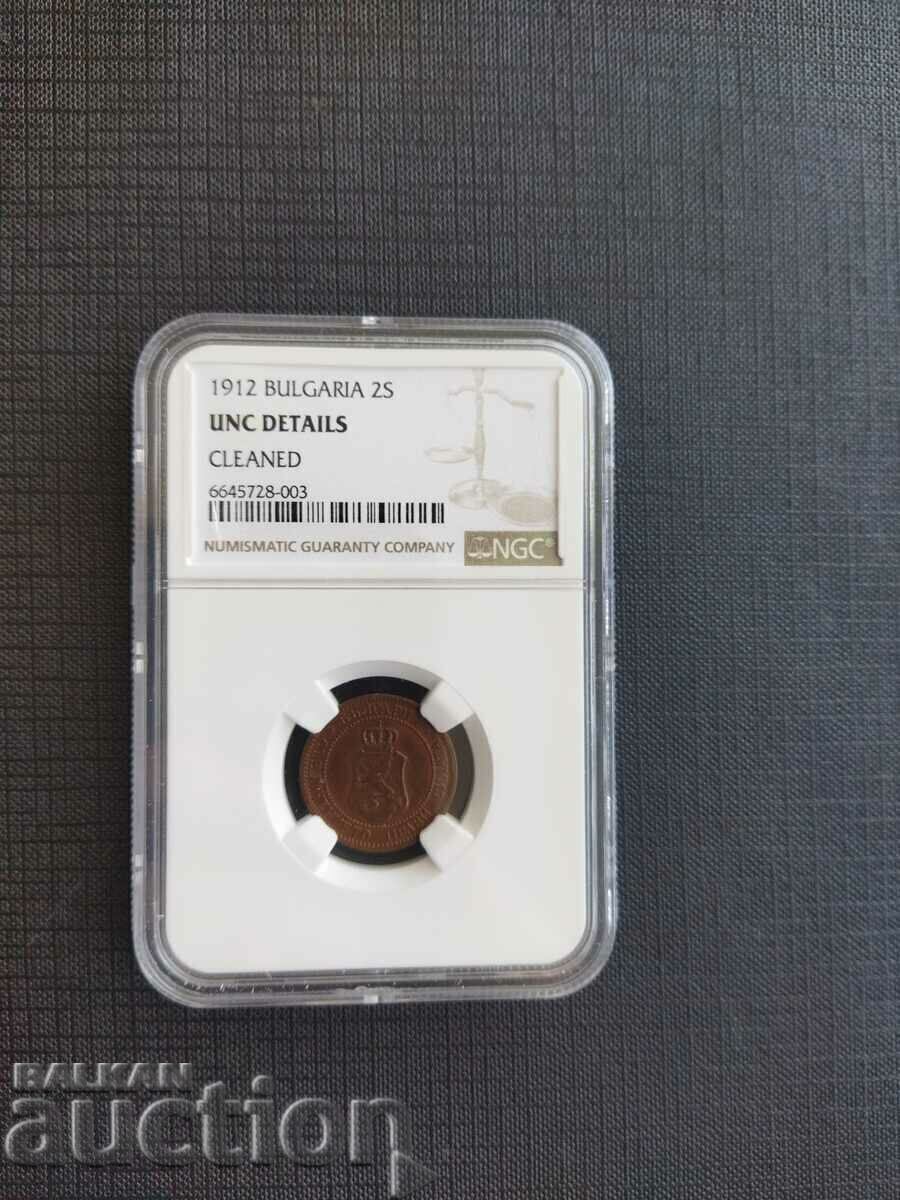 1912 BULGARIA 2S
UNC DETAILS
CLEANED
6645728-003
NUMISMATIC GUARANTY COMPANY
NGC
BALKAN
auction